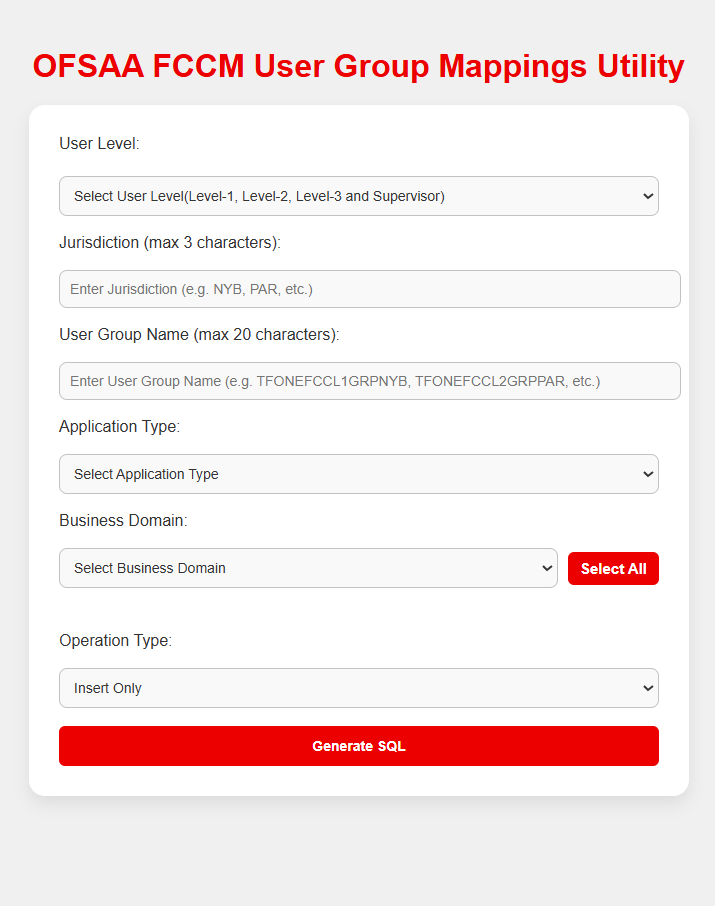 OFSAA FCCM User Group Mappings Utility
User Level:
Select User Level(Level-1, Level-2, Level-3 and Supervisor)
Jurisdiction (max 3 characters):
Enter Jurisdiction (e.g. NYB, PAR, etc.)
User Group Name (max 20 characters):
Enter User Group Name (e.g. TFONEFCCL1GRPNYB, TFONEFCCL2GRPPAR, etc.)
Application Type:
Select Application Type
Business Domain:
Select Business Domain
Select All
Operation Type:
Insert Only
Generate SQL